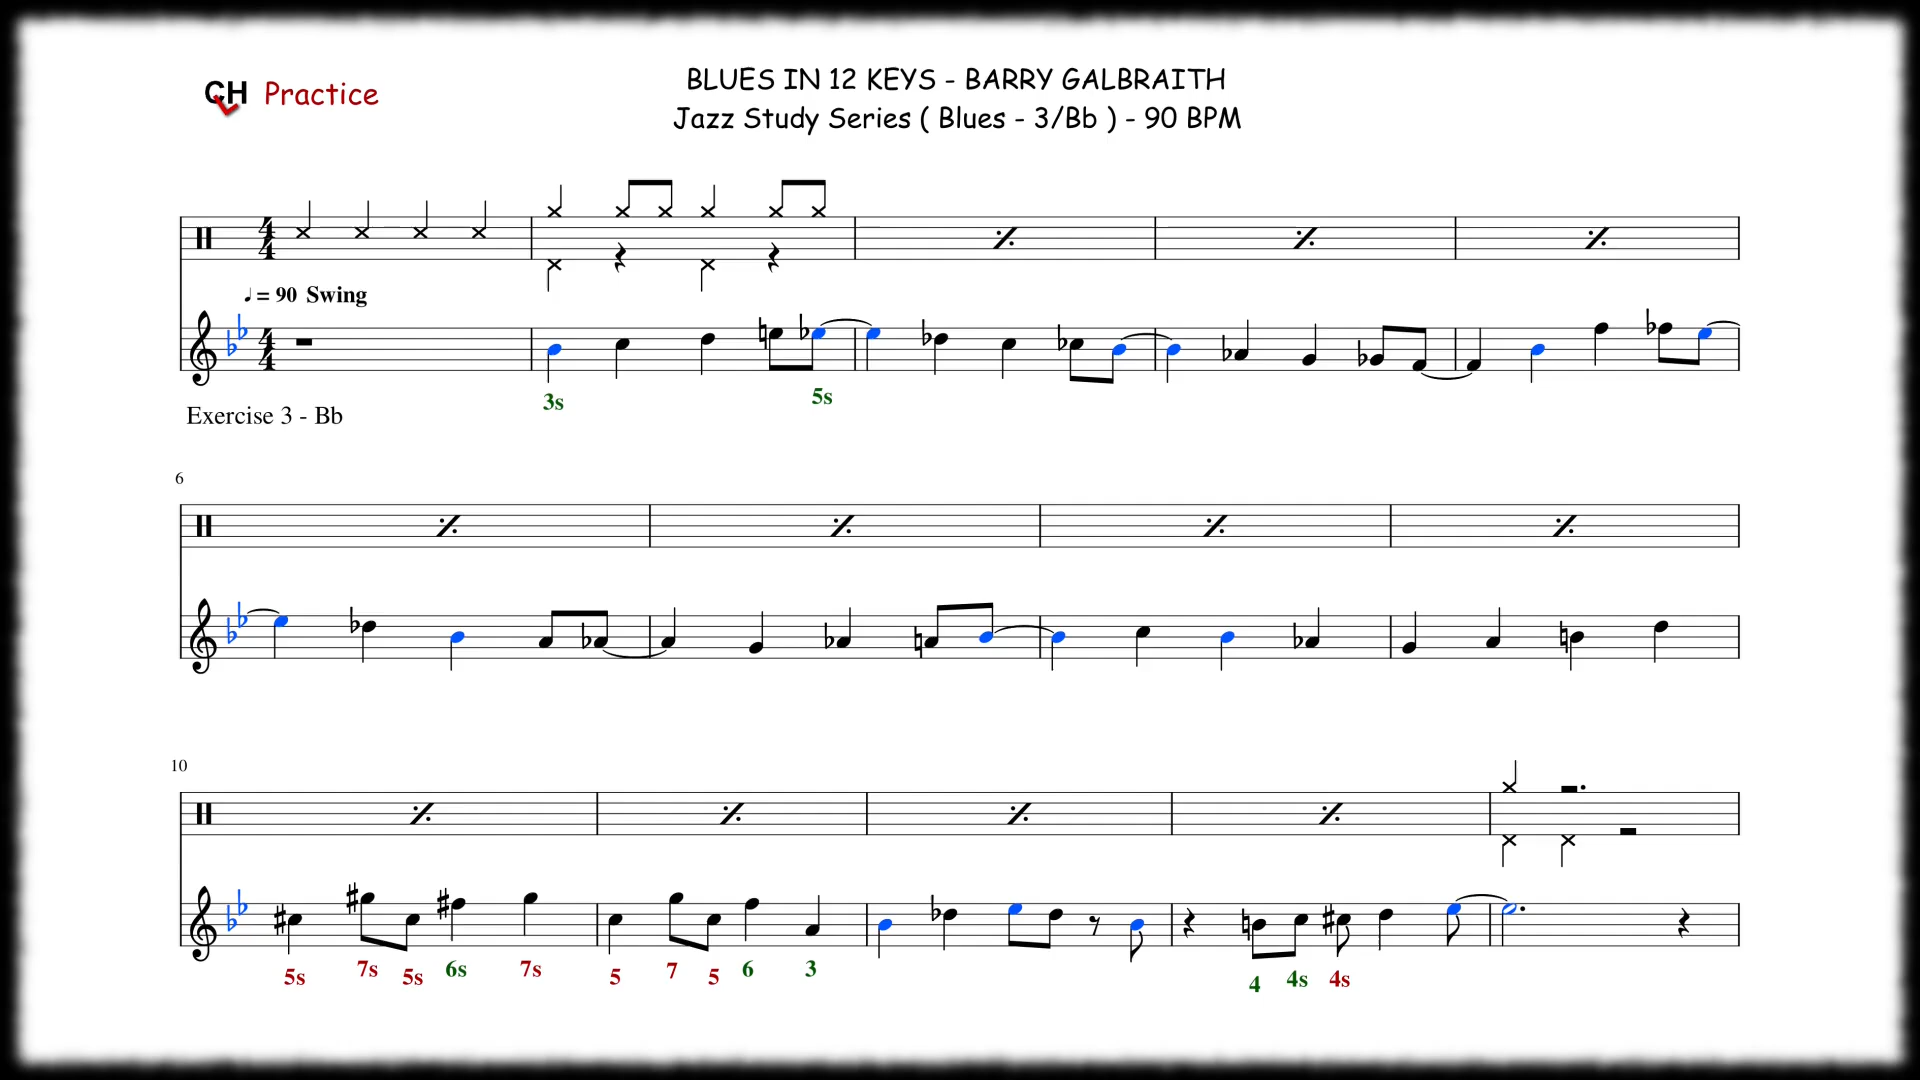 CH Practice
BLUES IN 12 KEYS - BARRY GALBRAITH
Jazz Study Series ( Blues - 3/Bb ) - 90 BPM
= 90 Swing
3s 5s
Exercise 3 - Bb
6
10
5s 7s 5s 6s 7s 5 7 5 6 3 4 4s 4s